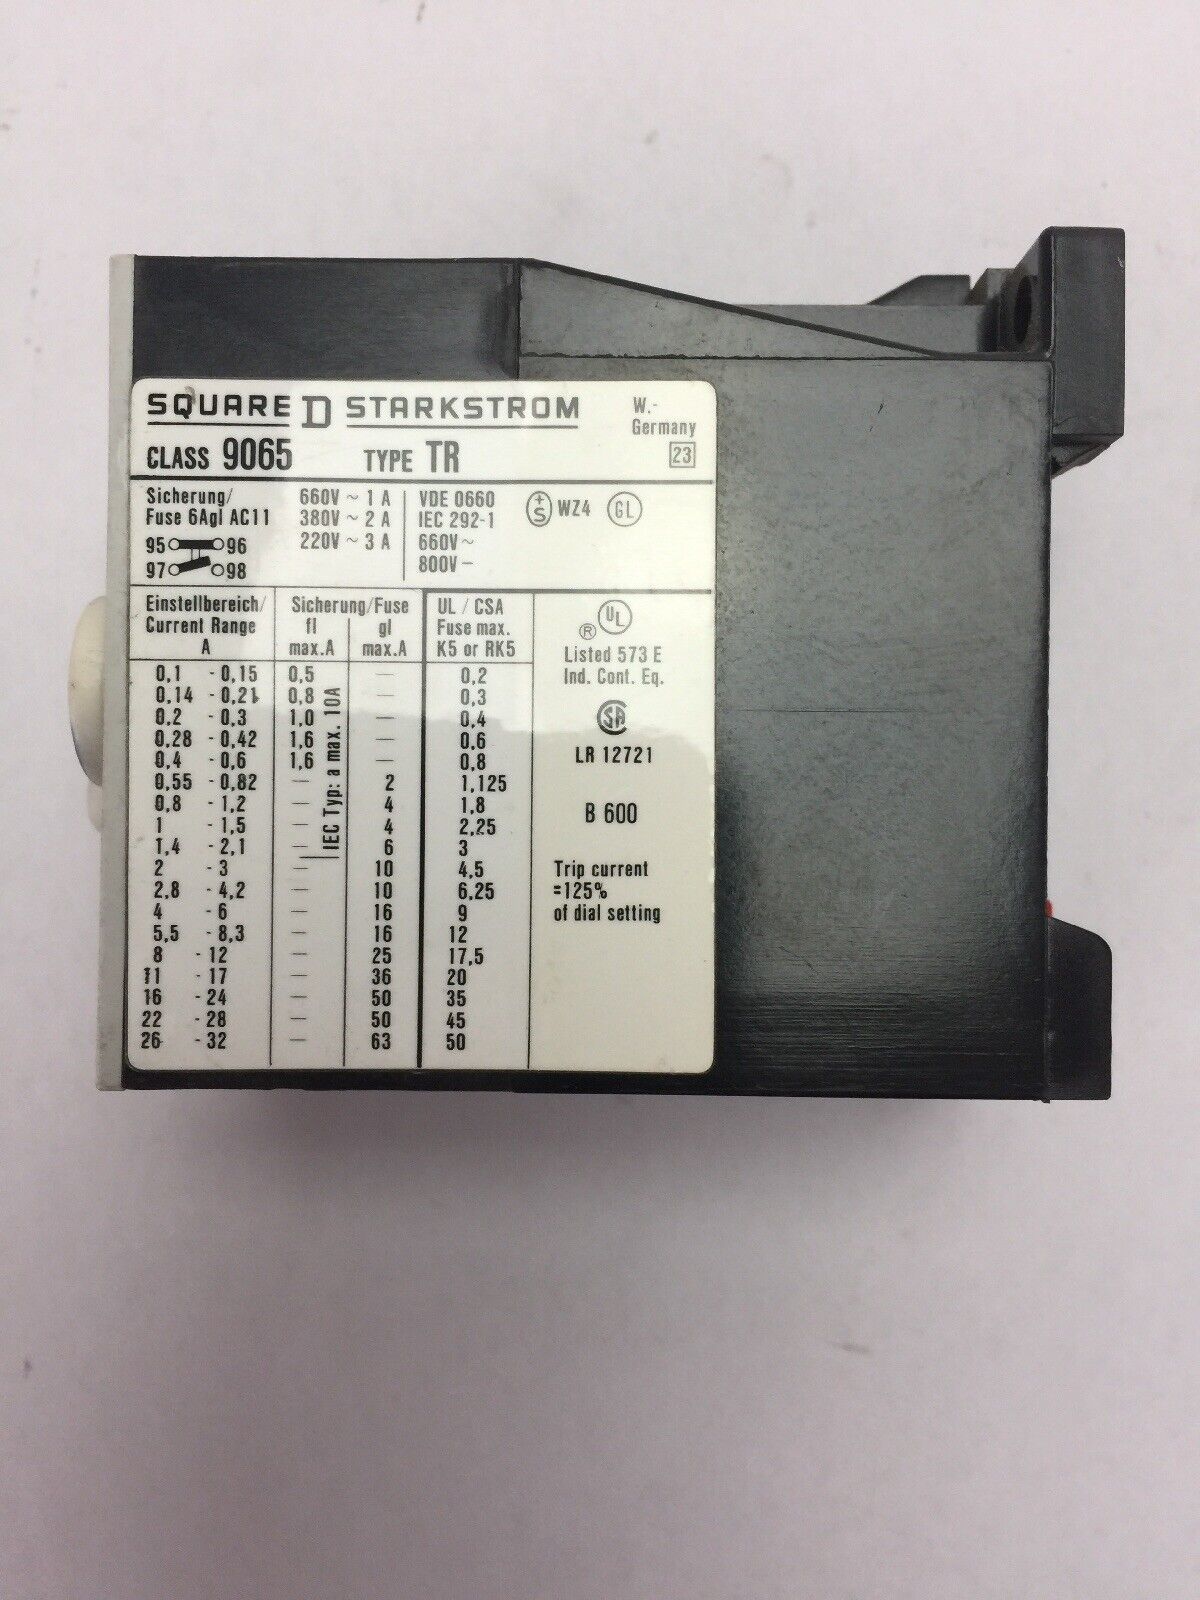 SQUARE D STARKSTROM
W.-
Germany
CLASS 9065 TYPE TR
23
Sicherung/
Fuse 6Agl AC11
660V ~ 1 A
380V ~ 2 A
220V ~ 3 A
VDE 0660
IEC 292-1
660V~
800V–
+S WZ4 GL
95 96
97 98
Einstellbereich/
Current Range
A
Sicherung/Fuse
fl gl
max.A max.A
UL / CSA
Fuse max.
K5 or RK5
0,1 - 0,15 0,5 — 0,2
0,14 - 0,21 0,8 — 0,3
0,2 - 0,3 1,0 — 0,4
0,28 - 0,42 1,6 — 0,6
0,4 - 0,6 1,6 — 0,8
0,55 - 0,82 — 2 1,125
0,8 - 1,2 — 4 1,8
1 - 1,5 — 4 2,25
1,4 - 2,1 — 6 3
2 - 3 — 10 4,5
2,8 - 4,2 — 10 6,25
4 - 6 — 16 9
5,5 - 8,3 — 16 12
8 - 12 — 25 17,5
11 - 17 — 36 20
16 - 24 — 50 35
22 - 28 — 50 45
26 - 32 — 63 50
IEC Typ: a max. 10A
UL ®
Listed 573 E
Ind. Cont. Eq.
SA
LR 12721
B 600
Trip current
=125%
of dial setting